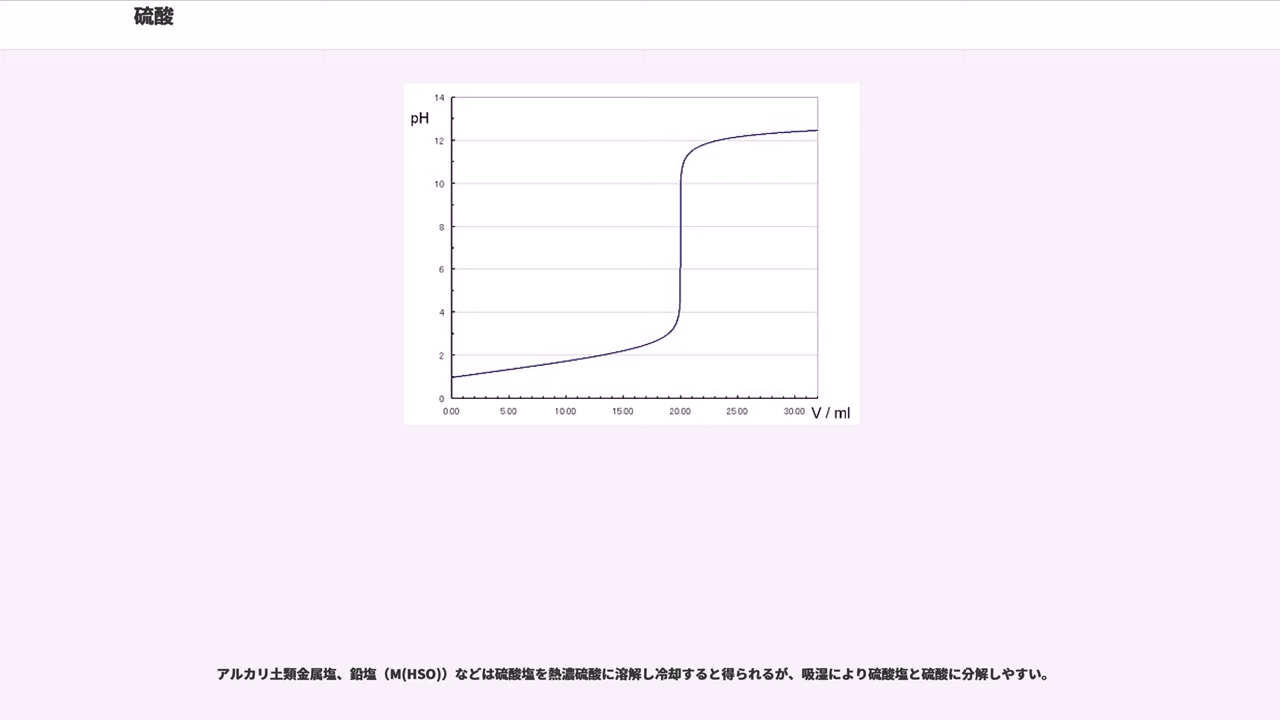 硫酸
14
pH
12
10
8
6
4
2
0
0.00 5.00 10.00 15.00 20.00 25.00 30.00 V / ml
アルカリ土類金属塩、鉛塩（M(HSO)）などは硫酸塩を熱濃硫酸に溶解し冷却すると得られるが、吸湿により硫酸塩と硫酸に分解しやすい。